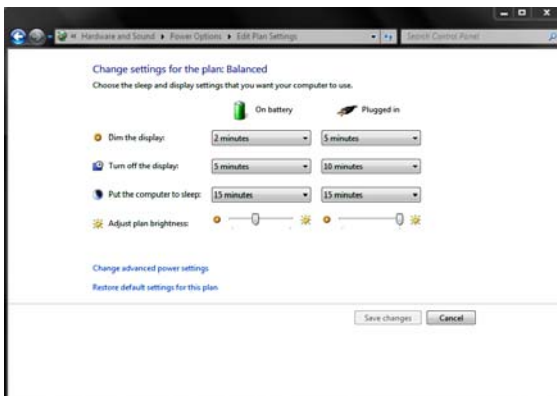 « Hardware and Sound ▸ Power Options ▸ Edit Plan Settings
Search Control Panel
Change settings for the plan: Balanced
Choose the sleep and display settings that you want your computer to use.
On battery Plugged in
Dim the display: 2 minutes 5 minutes
Turn off the display: 5 minutes 10 minutes
Put the computer to sleep: 15 minutes 15 minutes
Adjust plan brightness:
Change advanced power settings
Restore default settings for this plan
Save changes Cancel